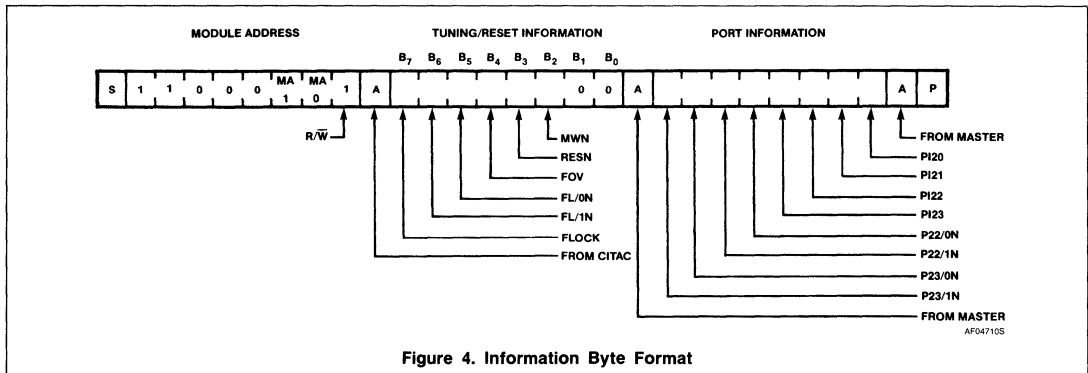 MODULE ADDRESS TUNING/RESET INFORMATION PORT INFORMATION
B7 B6 B5 B4 B3 B2 B1 B0
S 1 1 0 0 0 MA 1 MA 0 1 A 0 0 A A P
R/W̅
MWN
RESN
FOV
FL/0N
FL/1N
FLOCK
FROM CITAC
FROM MASTER
PI20
PI21
PI22
PI23
P22/0N
P22/1N
P23/0N
P23/1N
FROM MASTER
AF04710S
Figure 4. Information Byte Format